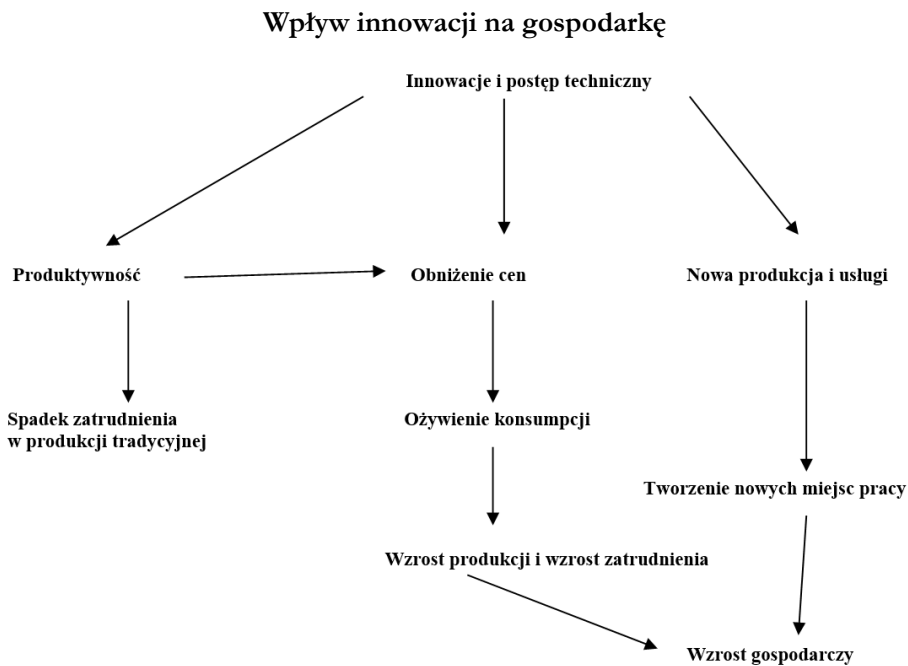 Wpływ innowacji na gospodarkę
Innowacje i postęp techniczny
Produktywność
Obniżenie cen
Nowa produkcja i usługi
Spadek zatrudnienia
w produkcji tradycyjnej
Ożywienie konsumpcji
Tworzenie nowych miejsc pracy
Wzrost produkcji i wzrost zatrudnienia
Wzrost gospodarczy